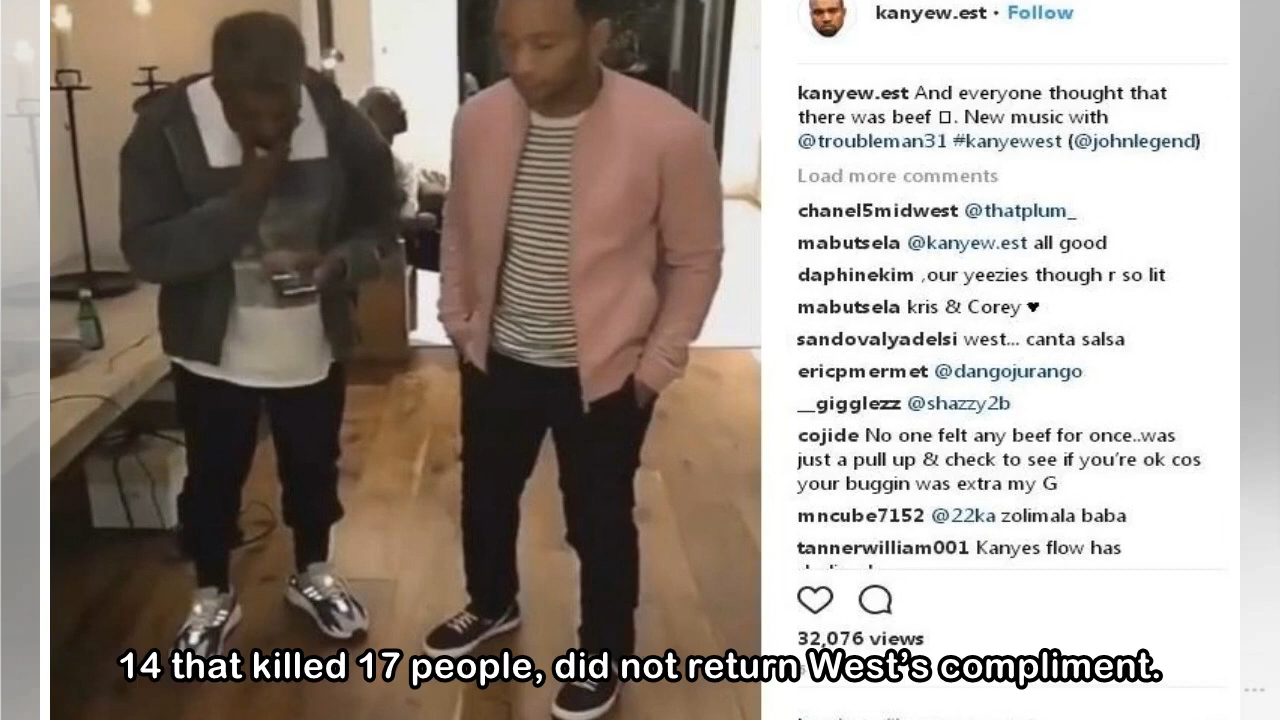 kanyew.est • Follow
kanyew.est And everyone thought that
there was beef □. New music with
@troubleman31 #kanyewest (@johnlegend)
Load more comments
chanel5midwest @thatplum_
mabutsela @kanyew.est all good
daphinekim ,our yeezies though r so lit
mabutsela kris & Corey ♥
sandovalyadelsi west... canta salsa
ericpmermet @dangojurango
__gigglezz @shazzy2b
cojide No one felt any beef for once..was
just a pull up & check to see if you're ok cos
your buggin was extra my G
mncube7152 @22ka zolimala baba
tannerwilliam001 Kanyes flow has
32,076 views
14 that killed 17 people, did not return West's compliment.